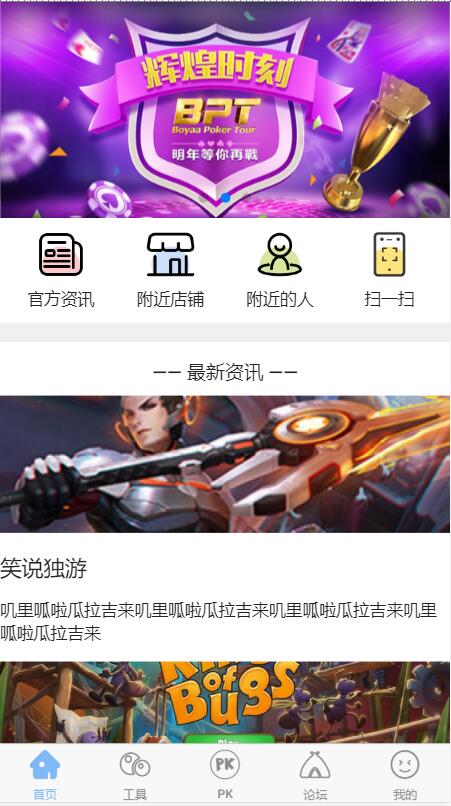 辉煌时刻
BPT
Boyaa Poker Tour
明年等你再戰
官方资讯 附近店铺 附近的人 扫一扫
—— 最新资讯 ——
笑说独游
叽里呱啦瓜拉吉来叽里呱啦瓜拉吉来叽里呱啦瓜拉吉来叽里
呱啦瓜拉吉来
King
of
Bugs
Play
PK
首页 工具 PK 论坛 我的